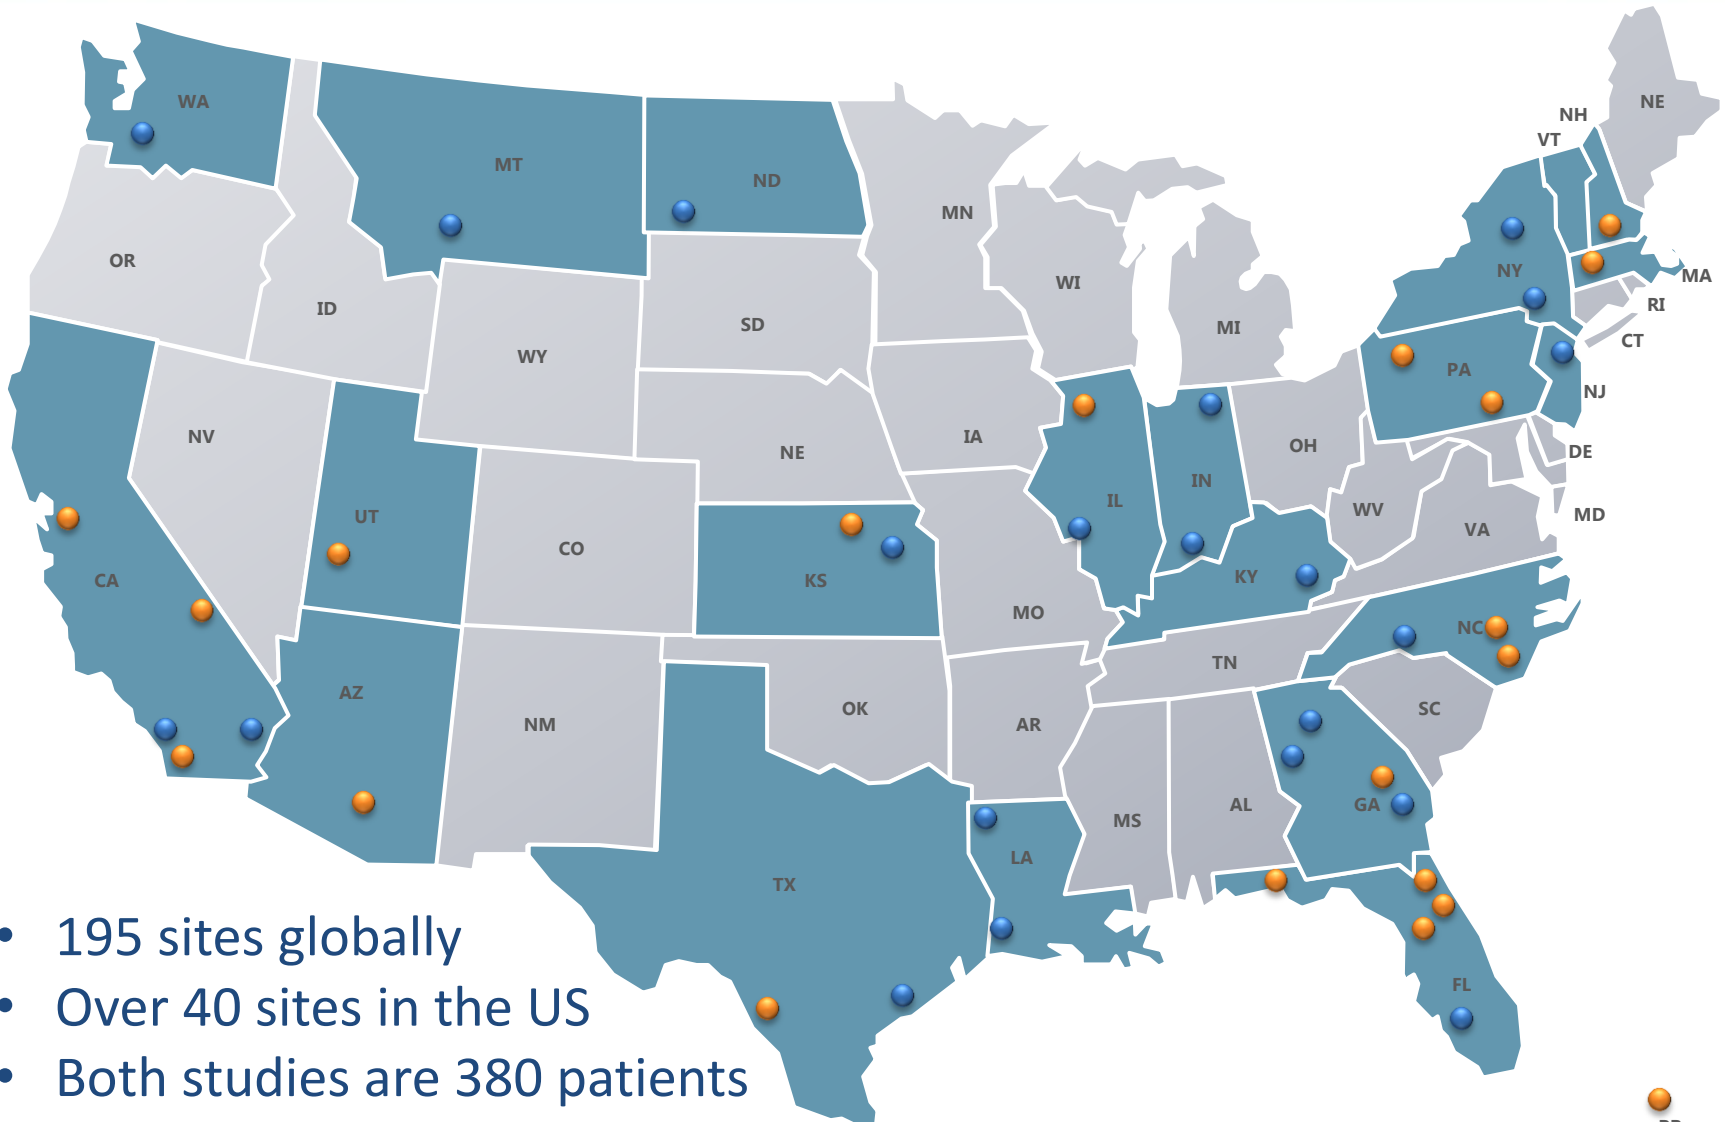 NE
WA
NH
VT
MT
ND
MN
OR
NY
MA
WI
RI
ID
SD
MI
CT
WY
PA
NJ
NV
IA
NE
OH
DE
IN
IL
WV
MD
UT
VA
CO
KS
KY
CA
MO
NC
TN
AZ
OK
SC
NM
AR
GA
AL
MS
LA
TX
FL
• 195 sites globally
• Over 40 sites in the US
• Both studies are 380 patients